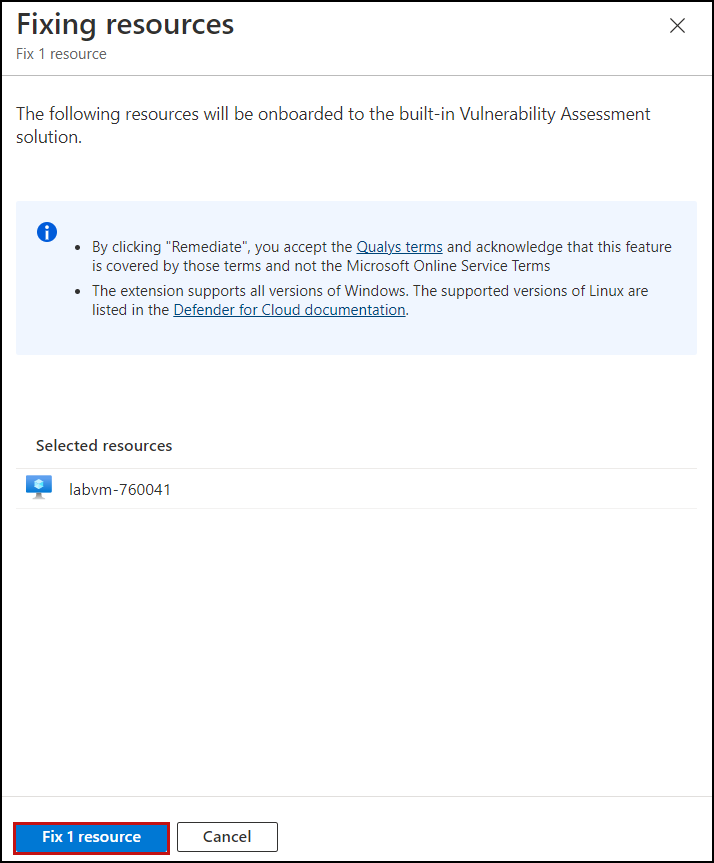 Fixing resources
Fix 1 resource
The following resources will be onboarded to the built-in Vulnerability Assessment
solution.
By clicking "Remediate", you accept the Qualys terms and acknowledge that this feature
is covered by those terms and not the Microsoft Online Service Terms
The extension supports all versions of Windows. The supported versions of Linux are
listed in the Defender for Cloud documentation.
Selected resources
labvm-760041
Fix 1 resource
Cancel